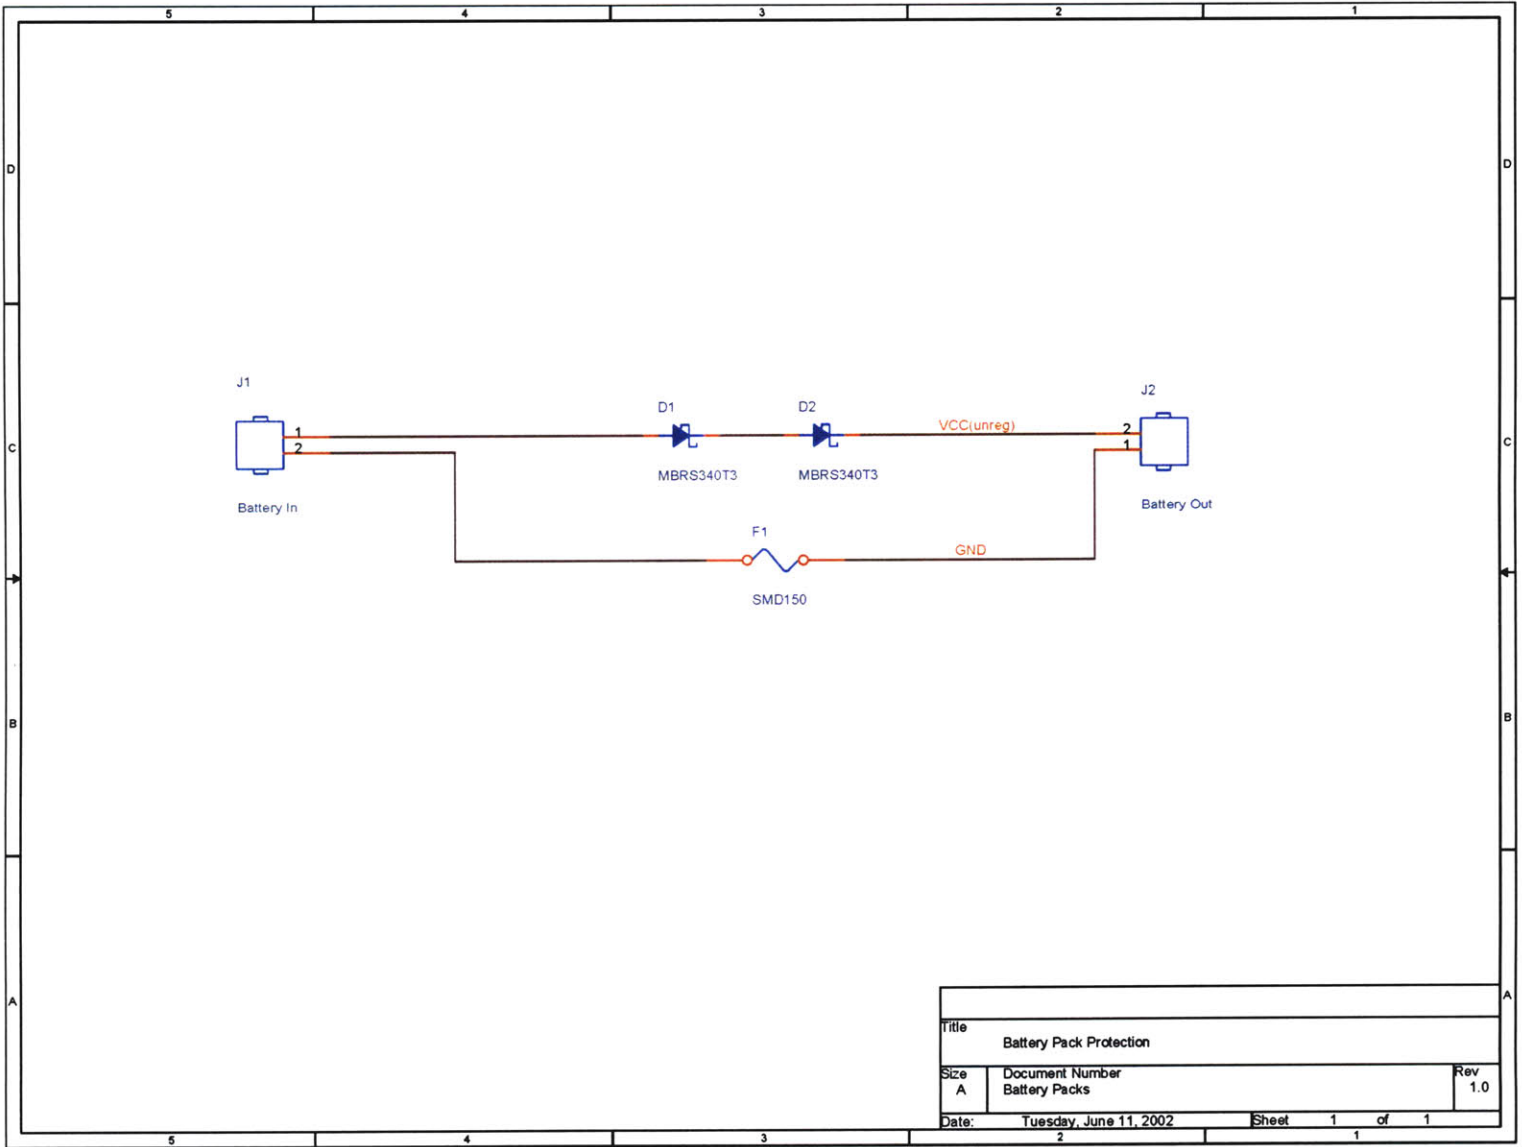 5 4 3 2 1
D D
J1 D1 D2 J2
1 VCC(unreg) 2
2 1
C C
MBRS340T3 MBRS340T3
Battery In Battery Out
F1 GND
SMD150
B B
A A
Title
Battery Pack Protection
Size Document Number Rev
A Battery Packs 1.0
Date: Tuesday, June 11, 2002 Sheet 1 of 1
5 4 3 2 1